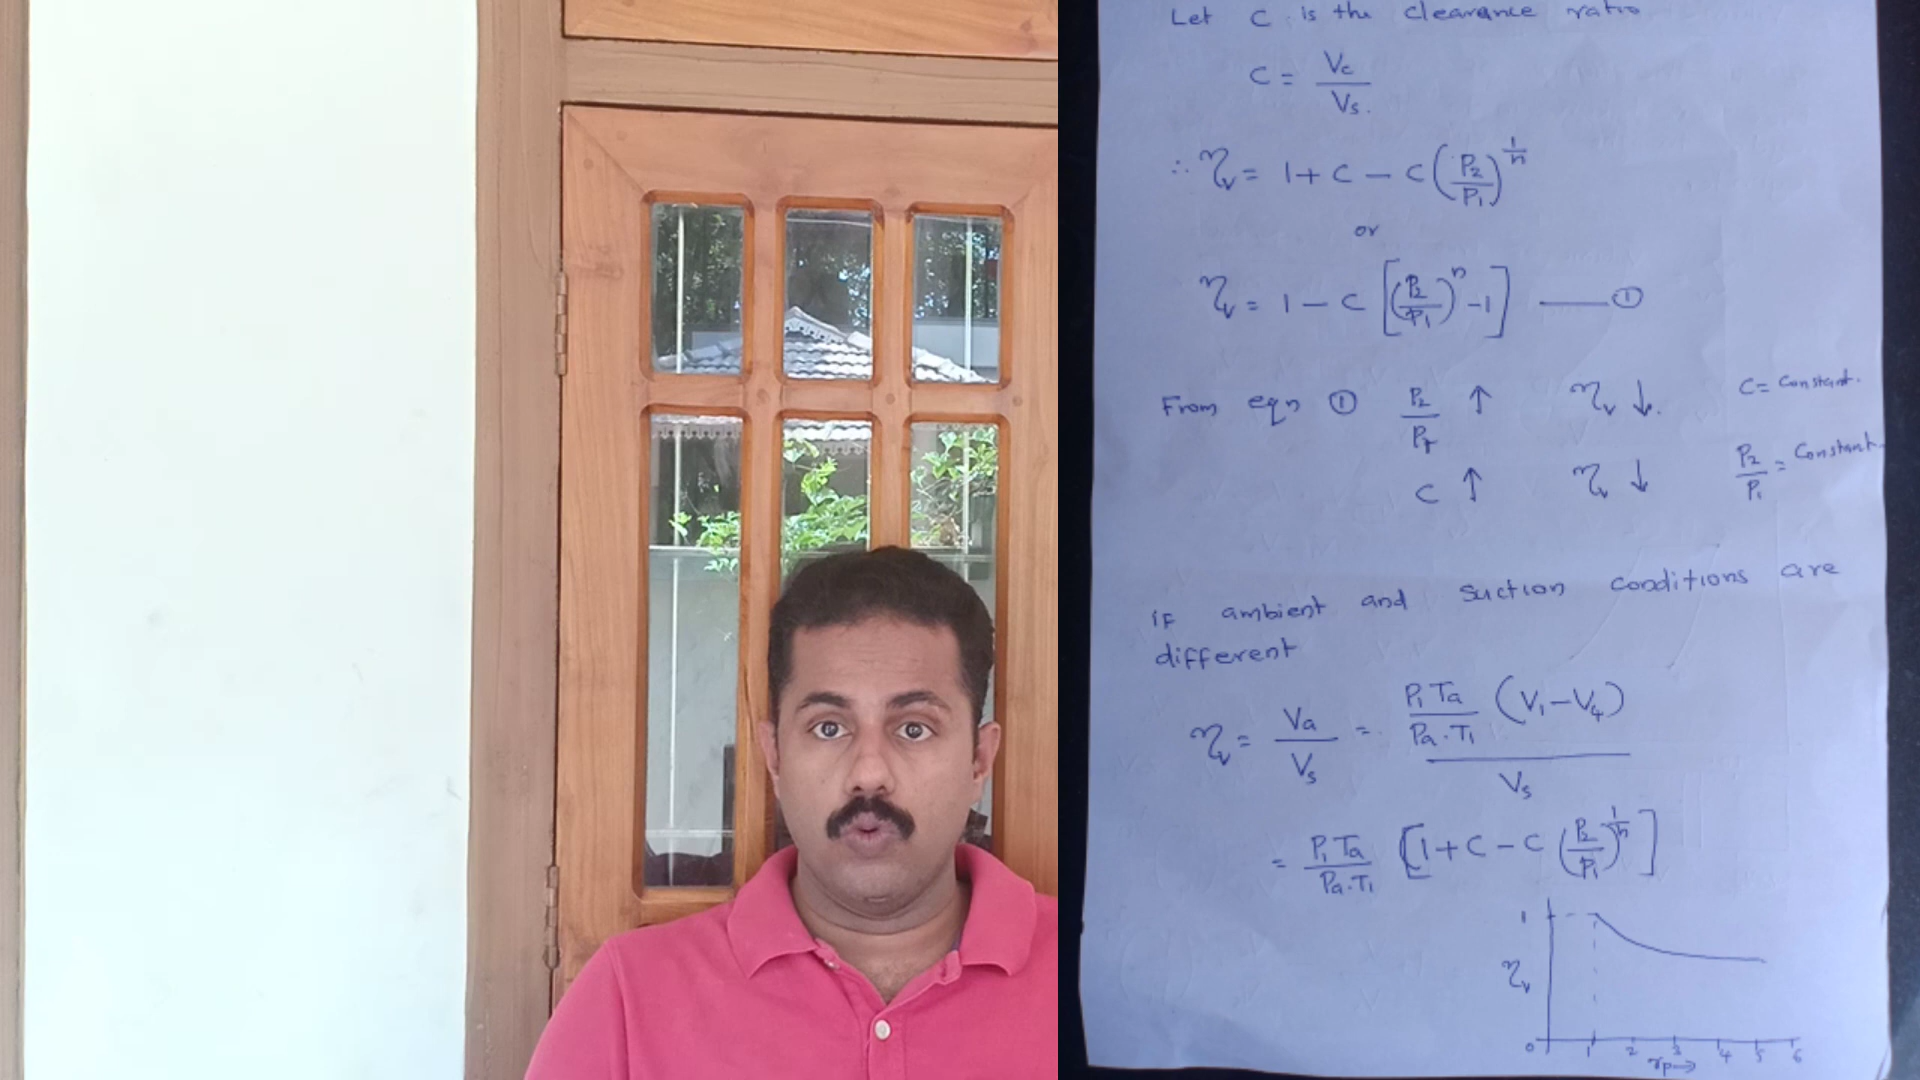 Let C is the Clearance ratio
C = Vc / Vs.
∴ ηv = 1 + C − C (P2/P1)^1/n
or
ηv = 1 − C [(P2/P1)^n − 1] —— ①
From eqn ① P2/P1 ↑ ηv ↓. C = Constant.
C ↑ ηv ↓ P2/P1 = Constant.
if ambient and suction conditions are
different
ηv = Va/Vs = P1 Ta / Pa . T1 (V1 − V4) / Vs
= P1 Ta / Pa . T1 [1 + C − C (P2/P1)^1/n]
1
ηv
0 1 2 3 4 5 6
rp →